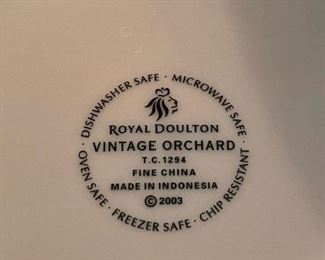 DISHWASHER SAFE · MICROWAVE SAFE · CHIP RESISTANT · FREEZER SAFE · OVEN SAFE ·
ROYAL DOULTON
VINTAGE ORCHARD
T.C.1294
FINE CHINA
MADE IN INDONESIA
© 2003